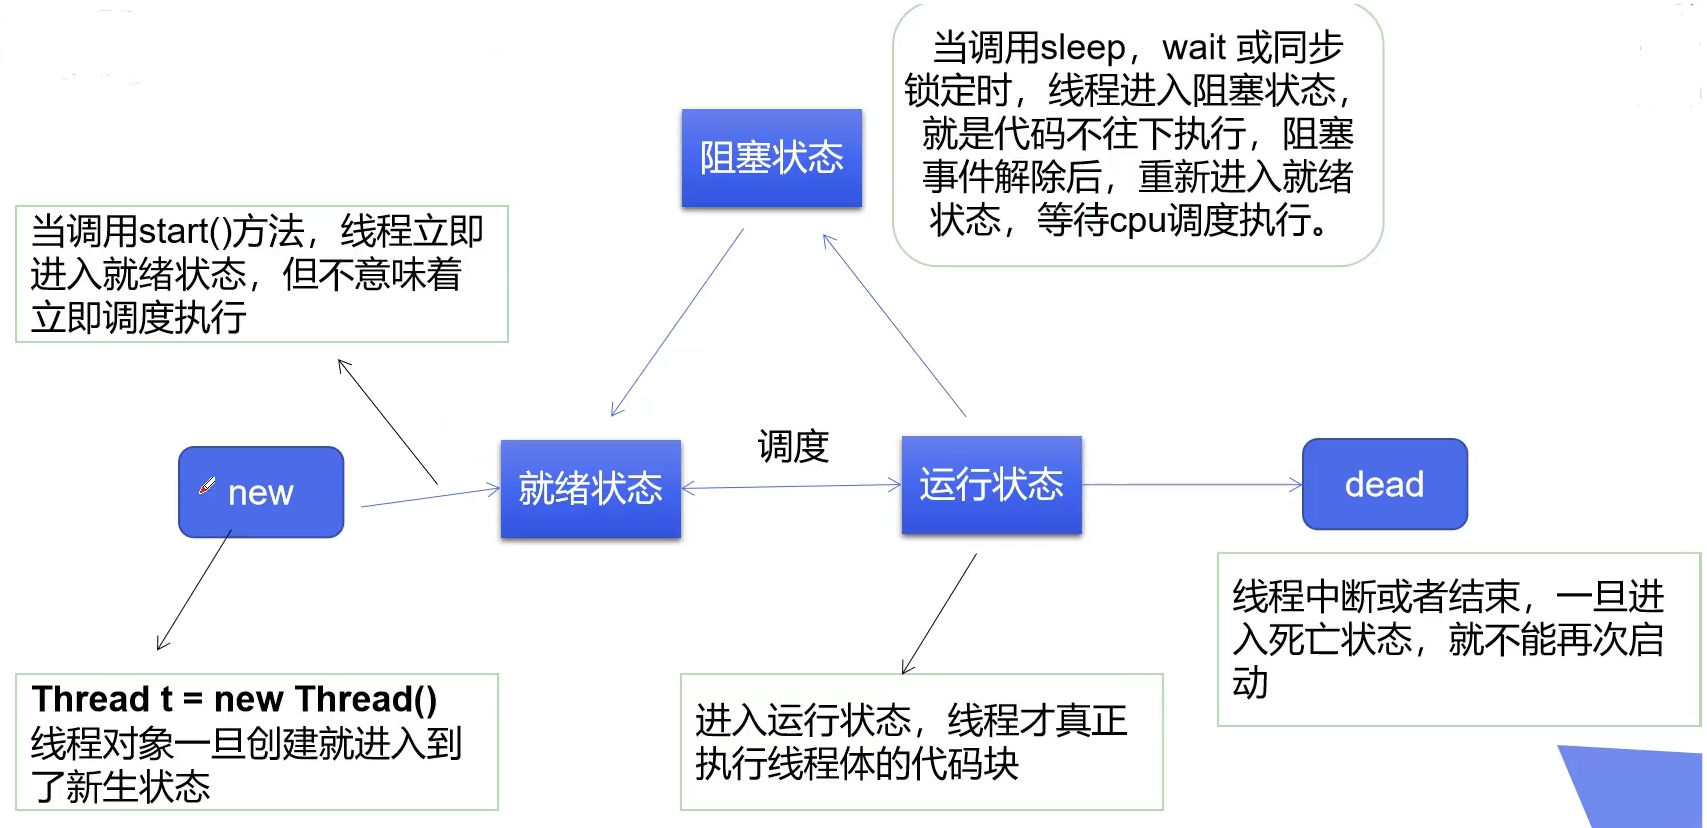 当调用sleep，wait 或同步
锁定时，线程进入阻塞状态，
就是代码不往下执行，阻塞
事件解除后，重新进入就绪
状态，等待cpu调度执行。
阻塞状态
当调用start()方法，线程立即
进入就绪状态，但不意味着
立即调度执行
调度
new
就绪状态
运行状态
dead
线程中断或者结束，一旦进
入死亡状态，就不能再次启
动
Thread t = new Thread()
线程对象一旦创建就进入到
了新生状态
进入运行状态，线程才真正
执行线程体的代码块